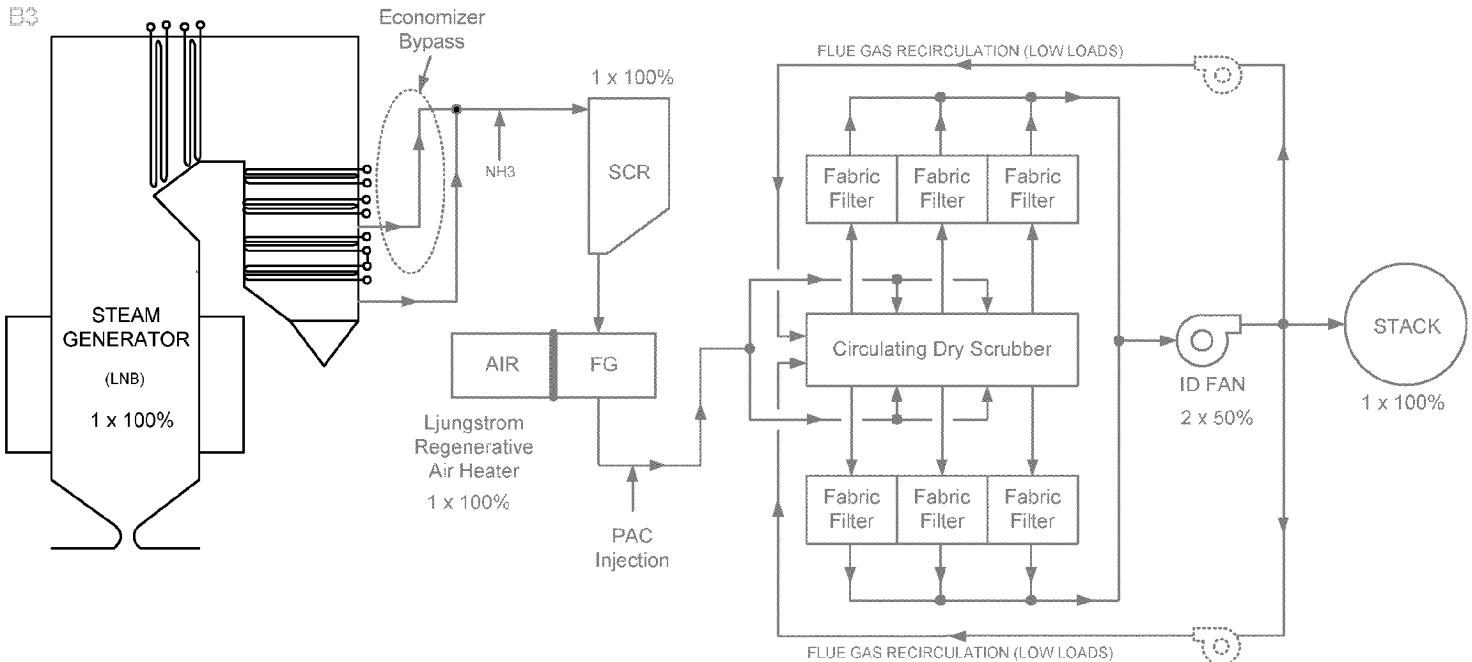 B3
Economizer
Bypass
1 x 100%
NH3
SCR
FLUE GAS RECIRCULATION (LOW LOADS)
Fabric
Filter
Fabric
Filter
Fabric
Filter
STEAM
GENERATOR
(LNB)
1 x 100%
AIR
FG
Ljungstrom
Regenerative
Air Heater
1 x 100%
PAC
Injection
Circulating Dry Scrubber
ID FAN
2 x 50%
STACK
1 x 100%
Fabric
Filter
Fabric
Filter
Fabric
Filter
FLUE GAS RECIRCULATION (LOW LOADS)